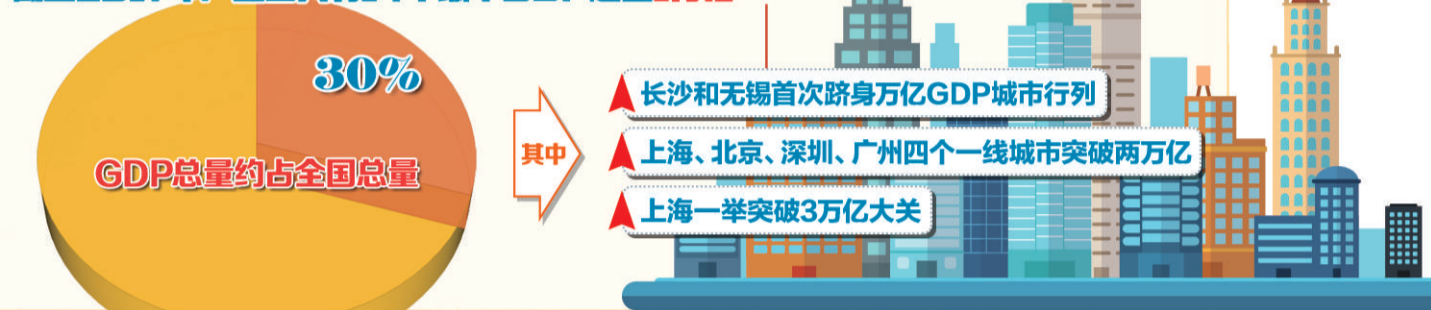 30%
GDP总量约占全国总量
其中
长沙和无锡首次跻身万亿GDP城市行列
上海、北京、深圳、广州四个一线城市突破两万亿
上海一举突破3万亿大关